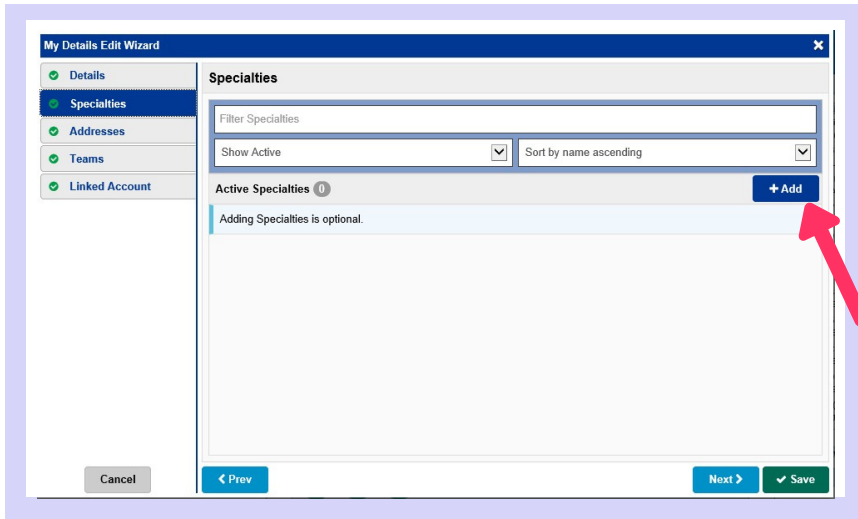 My Details Edit Wizard
Details
Specialties
Addresses
Teams
Linked Account
Cancel
Specialties
Filter Specialties
Show Active
Sort by name ascending
Active Specialties 0
+ Add
Adding Specialties is optional.
Prev
Next
Save